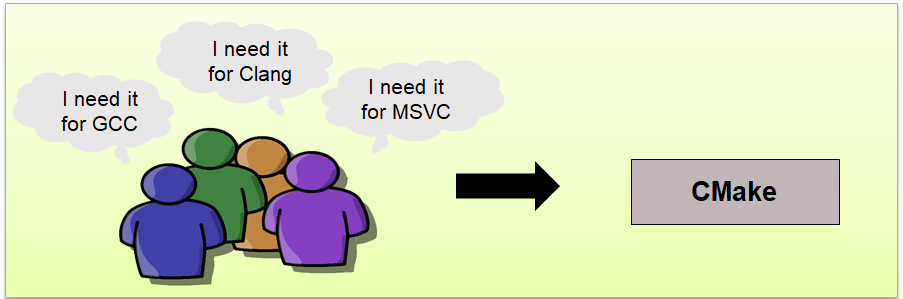 I need it
for Clang
I need it
for GCC
I need it
for MSVC
CMake